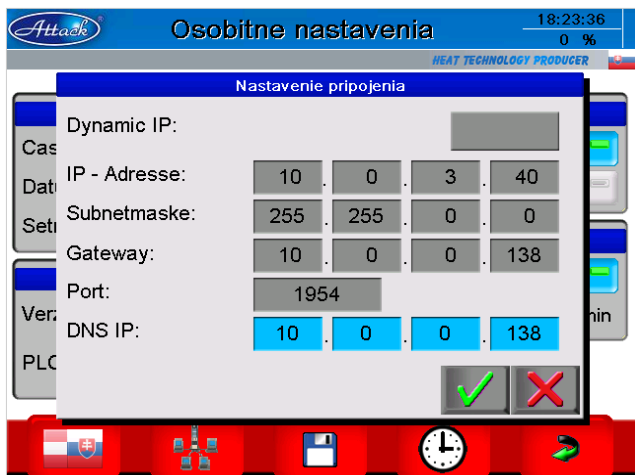 Attack
Osobitne nastavenia
18:23:36
0 %
HEAT TECHNOLOGY PRODUCER
Nastavenie pripojenia
Dynamic IP:
Cas
IP - Adresse: 10 . 0 . 3 . 40
Dat
Subnetmaske: 255 . 255 . 0 . 0
Set
Gateway: 10 . 0 . 0 . 138
Port: 1954
Ver
min
DNS IP: 10 . 0 . 0 . 138
PLC